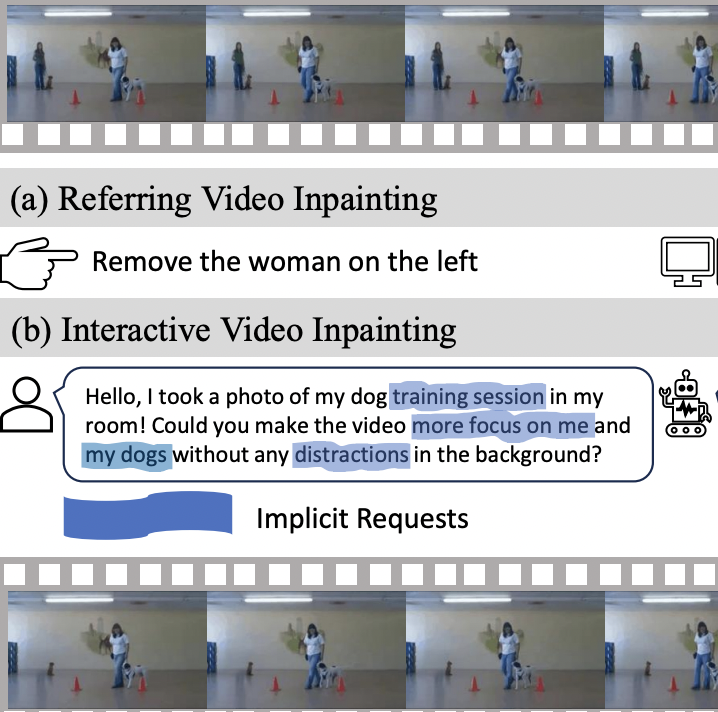 (a) Referring Video Inpainting
Remove the woman on the left
(b) Interactive Video Inpainting
Hello, I took a photo of my dog training session in my
room! Could you make the video more focus on me and
my dogs without any distractions in the background?
Implicit Requests